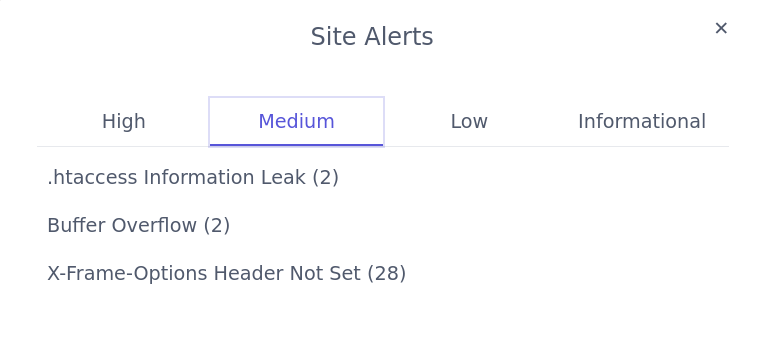 Site Alerts
×
High Medium Low Informational
.htaccess Information Leak (2)
Buffer Overflow (2)
X-Frame-Options Header Not Set (28)